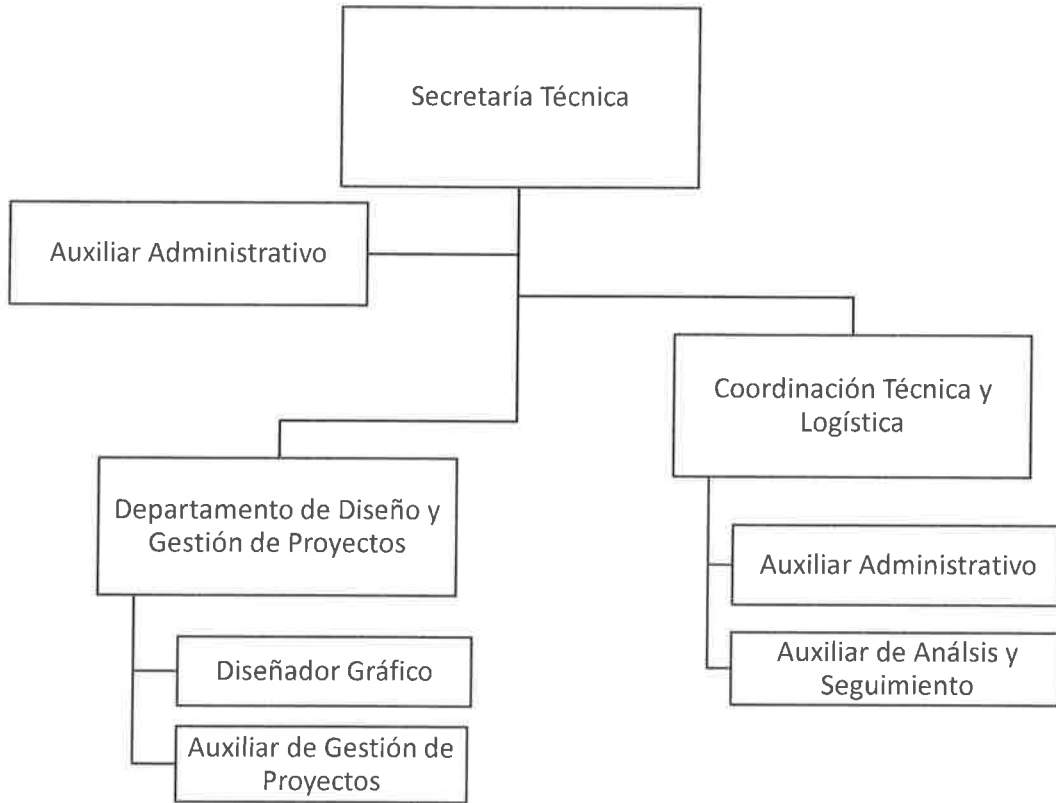 Secretaría Técnica
Auxiliar Administrativo
Coordinación Técnica y
Logística
Departamento de Diseño y
Gestión de Proyectos
Auxiliar Administrativo
Auxiliar de Análsis y
Seguimiento
Diseñador Gráfico
Auxiliar de Gestión de
Proyectos